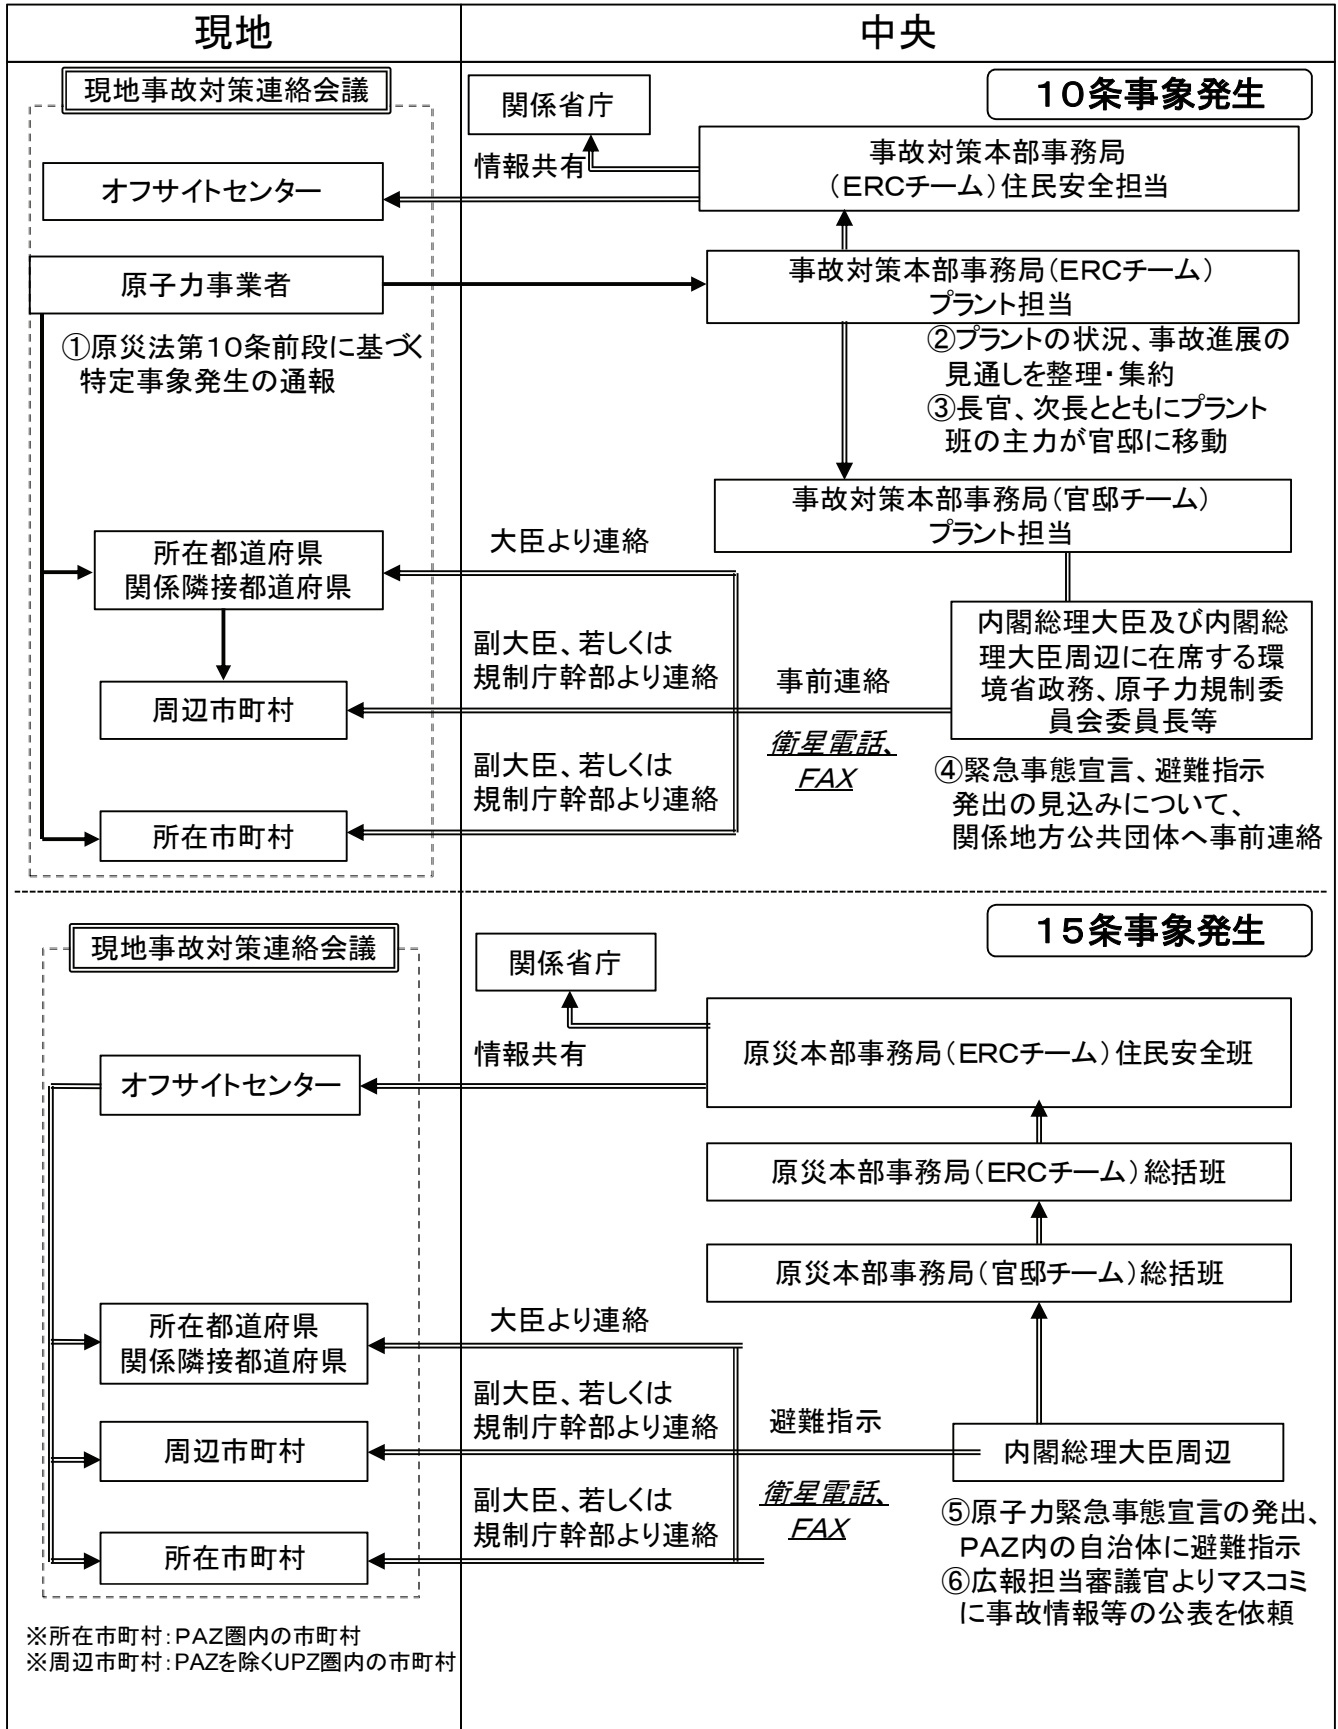 現地
中央
現地事故対策連絡会議
関係省庁
10条事象発生
情報共有
事故対策本部事務局
(ERCチーム)住民安全担当
オフサイトセンター
原子力事業者
事故対策本部事務局(ERCチーム)
プラント担当
①原災法第10条前段に基づく
特定事象発生の通報
②プラントの状況、事故進展の
見通しを整理・集約
③長官、次長とともにプラント
班の主力が官邸に移動
事故対策本部事務局(官邸チーム)
プラント担当
所在都道府県
関係隣接都道府県
大臣より連絡
副大臣、若しくは
規制庁幹部より連絡
事前連絡
内閣総理大臣及び内閣総
理大臣周辺に在席する環
境省政務、原子力規制委
員会委員長等
周辺市町村
衛星電話、
FAX
副大臣、若しくは
規制庁幹部より連絡
④緊急事態宣言、避難指示
発出の見込みについて、
関係地方公共団体へ事前連絡
所在市町村
現地事故対策連絡会議
関係省庁
15条事象発生
情報共有
原災本部事務局(ERCチーム)住民安全班
オフサイトセンター
原災本部事務局(ERCチーム)総括班
原災本部事務局(官邸チーム)総括班
所在都道府県
関係隣接都道府県
大臣より連絡
副大臣、若しくは
規制庁幹部より連絡
避難指示
周辺市町村
内閣総理大臣周辺
衛星電話、
FAX
副大臣、若しくは
規制庁幹部より連絡
所在市町村
⑤原子力緊急事態宣言の発出、
PAZ内の自治体に避難指示
⑥広報担当審議官よりマスコミ
に事故情報等の公表を依頼
※所在市町村:PAZ圏内の市町村
※周辺市町村:PAZを除くUPZ圏内の市町村